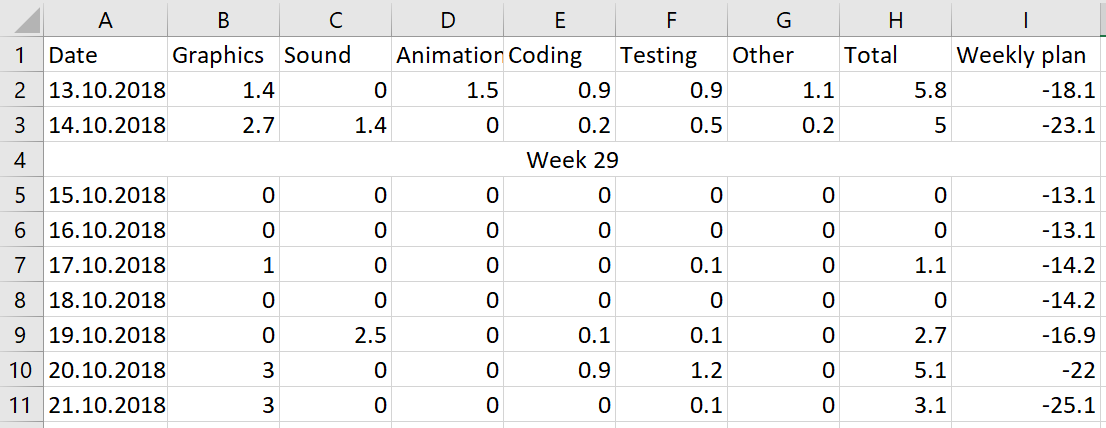 A B C D E F G H I
1 Date Graphics Sound Animation Coding Testing Other Total Weekly plan
2 13.10.2018 1.4 0 1.5 0.9 0.9 1.1 5.8 -18.1
3 14.10.2018 2.7 1.4 0 0.2 0.5 0.2 5 -23.1
4 Week 29
5 15.10.2018 0 0 0 0 0 0 0 -13.1
6 16.10.2018 0 0 0 0 0 0 0 -13.1
7 17.10.2018 1 0 0 0 0.1 0 1.1 -14.2
8 18.10.2018 0 0 0 0 0 0 0 -14.2
9 19.10.2018 0 2.5 0 0.1 0.1 0 2.7 -16.9
10 20.10.2018 3 0 0 0.9 1.2 0 5.1 -22
11 21.10.2018 3 0 0 0 0.1 0 3.1 -25.1